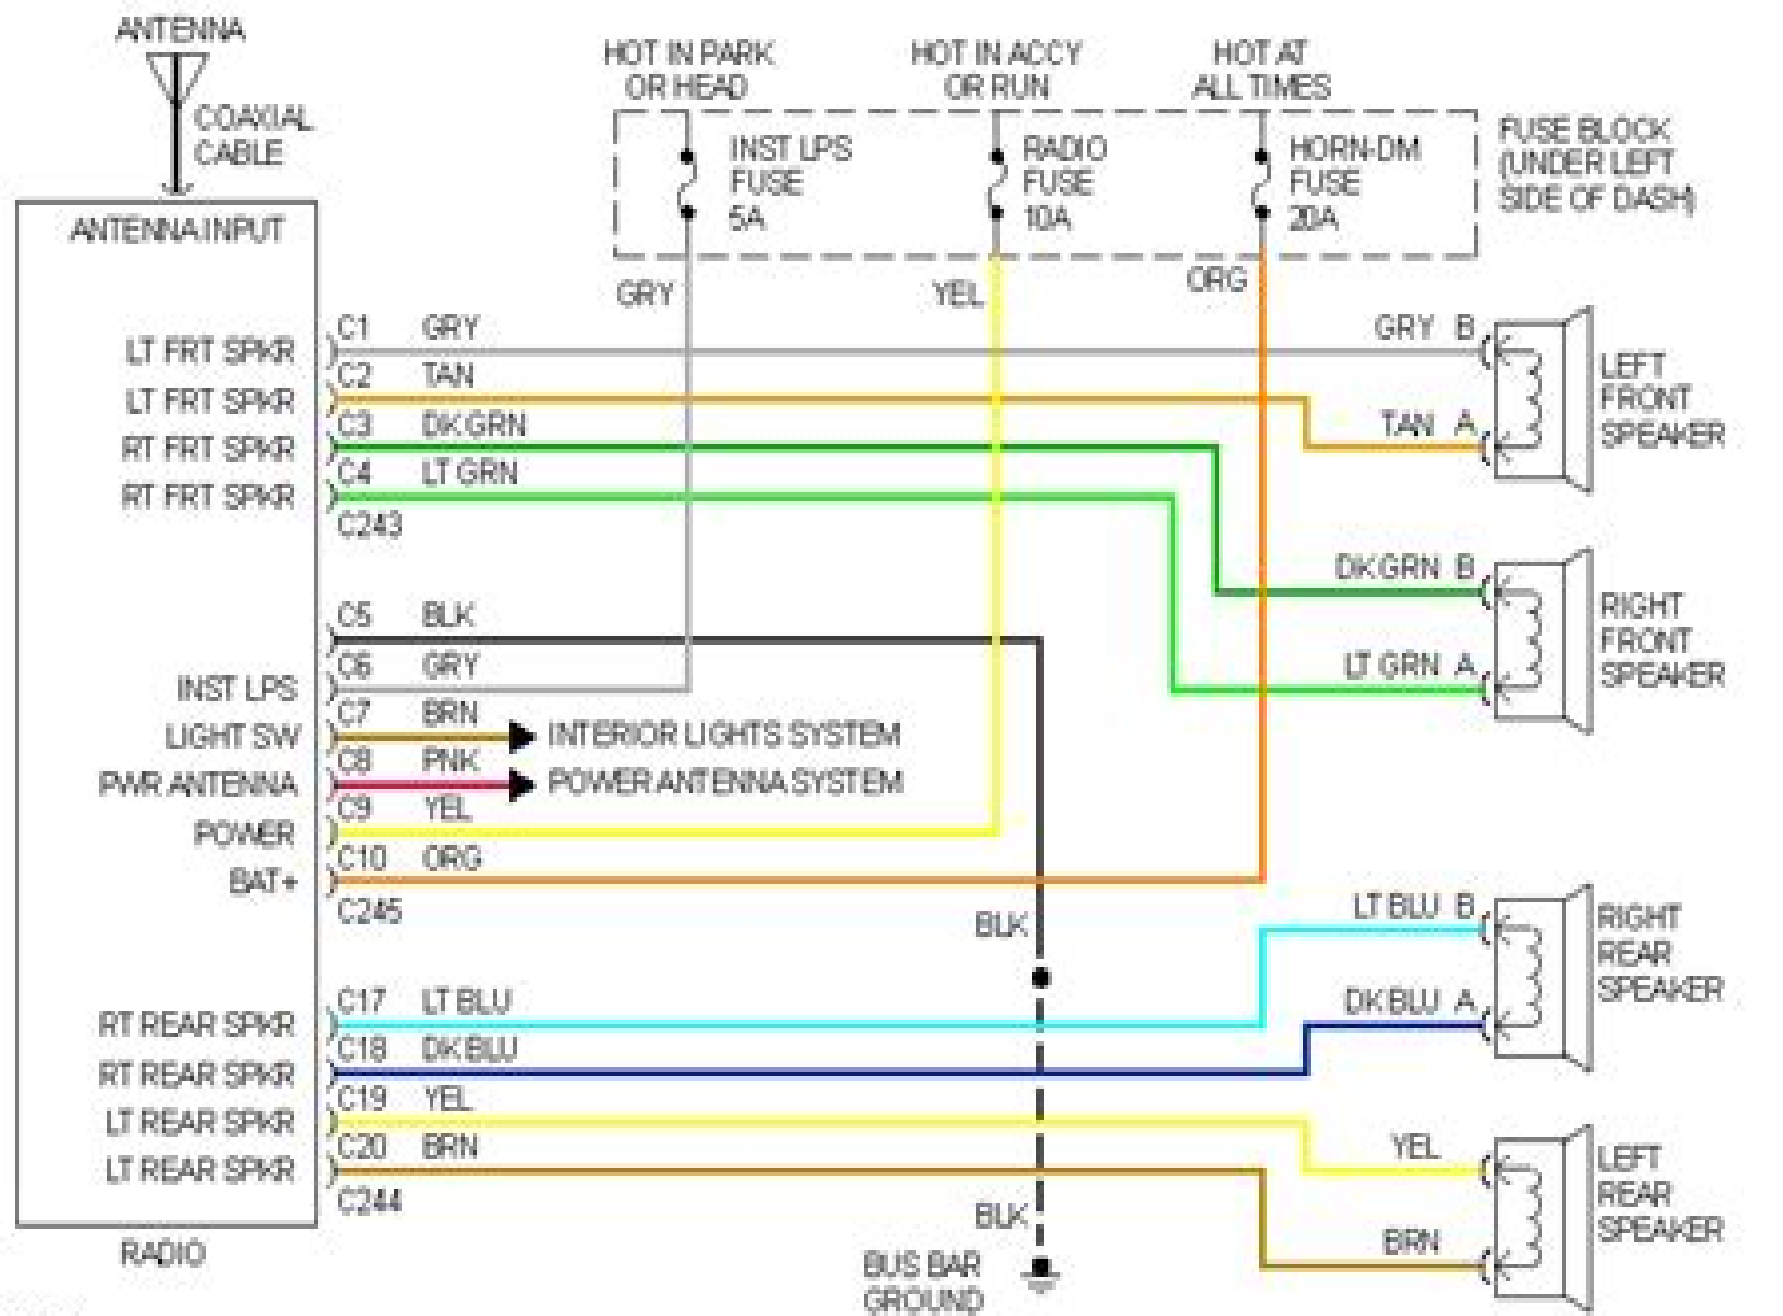 ANTENNA
COAXIAL
CABLE
HOT IN PARK
OR HEAD
HOT IN ACCY
OR RUN
HOT AT
ALL TIMES
INST LPS
FUSE
5A
RADIO
FUSE
10A
HORN-DM
FUSE
20A
FUSE BLOCK
(UNDER LEFT
SIDE OF DASH)
GRY
YEL
ORG
ANTENNA INPUT
LT FRT SPKR
C1 GRY
LT FRT SPKR
C2 TAN
RT FRT SPKR
C3 DK GRN
RT FRT SPKR
C4 LT GRN
C243
C5 BLK
INST LPS
C6 GRY
LIGHT SW
C7 BRN
INTERIOR LIGHTS SYSTEM
PWR ANTENNA
C8 PNK
POWER ANTENNA SYSTEM
POWER
C9 YEL
BAT+
C10 ORG
C245
RT REAR SPKR
C17 LT BLU
RT REAR SPKR
C18 DK BLU
LT REAR SPKR
C19 YEL
LT REAR SPKR
C20 BRN
C244
RADIO
BLK
BLK
BUS BAR
GROUND
GRY B
TAN A
LEFT
FRONT
SPEAKER
DK GRN B
LT GRN A
RIGHT
FRONT
SPEAKER
LT BLU B
DK BLU A
RIGHT
REAR
SPEAKER
YEL
BRN
LEFT
REAR
SPEAKER